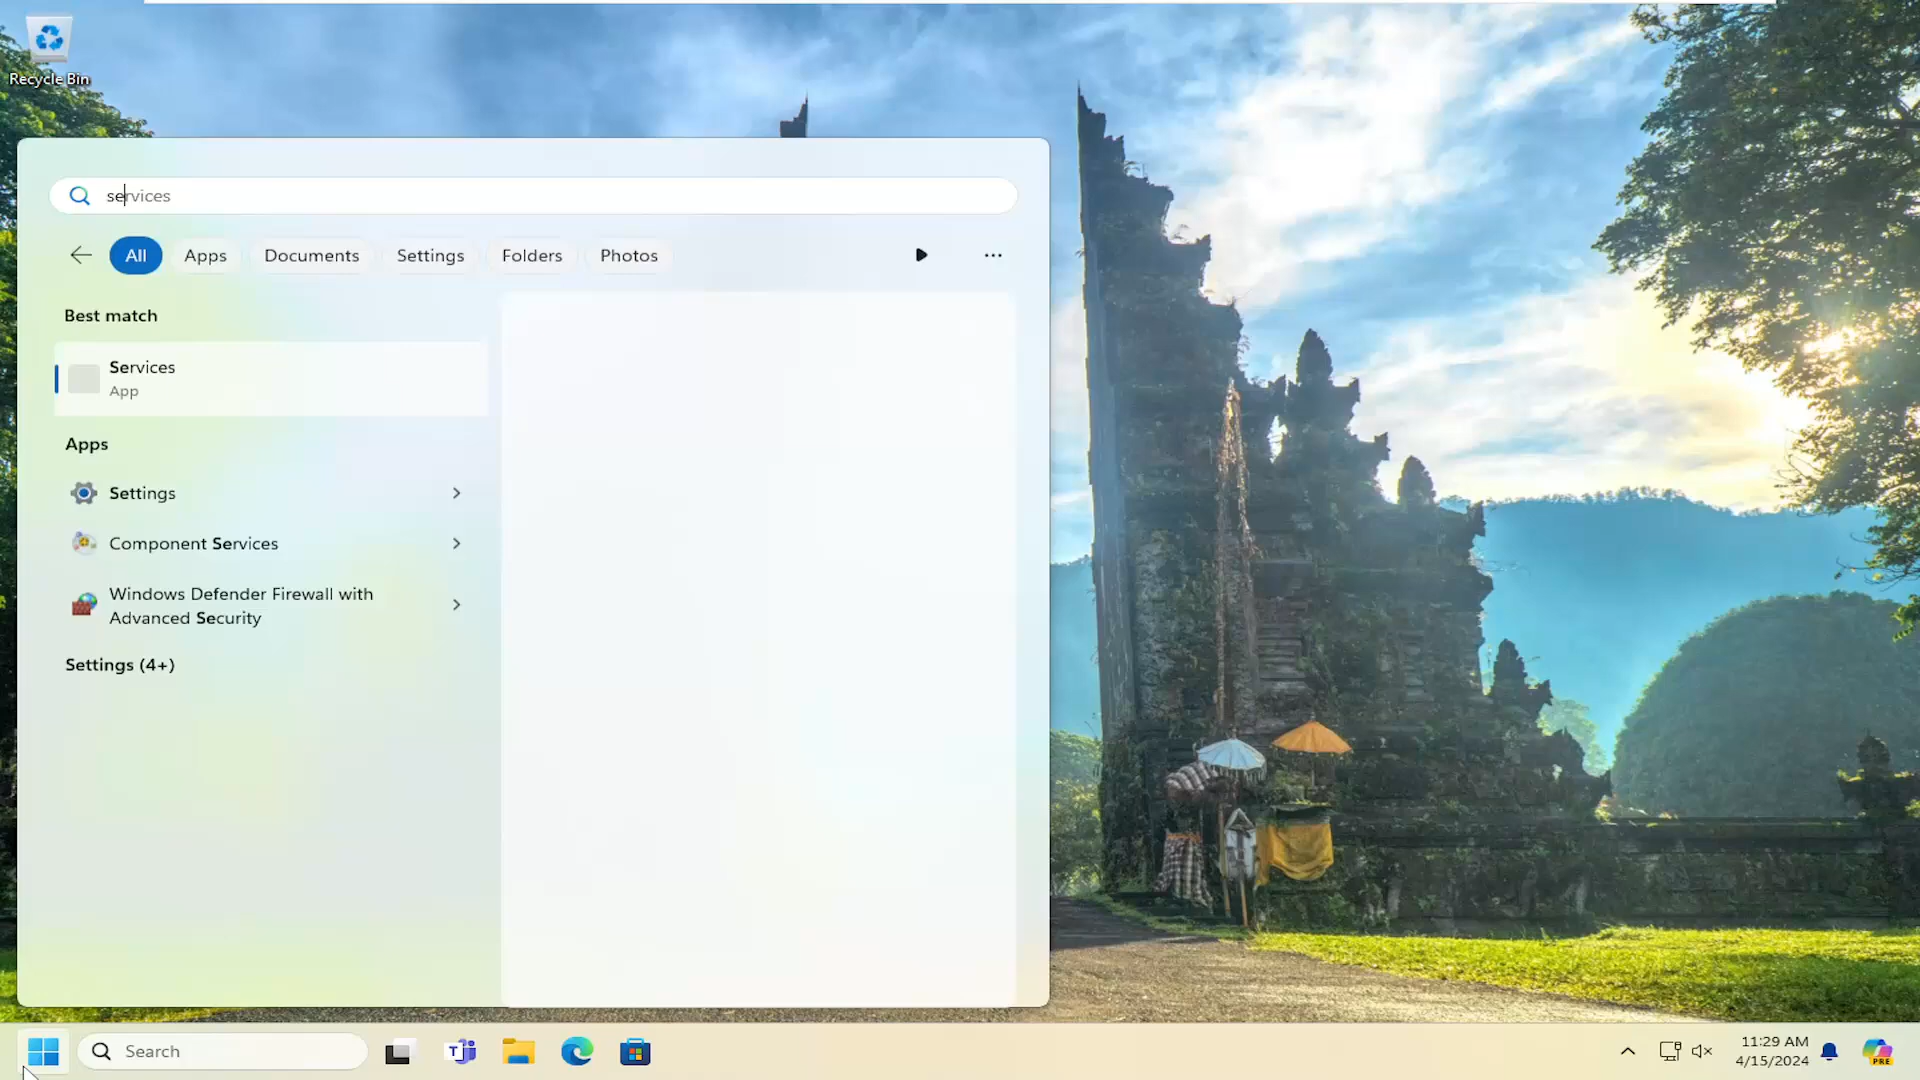 Recycle Bin
services
All
Apps
Documents
Settings
Folders
Photos
Best match
Services
App
Apps
Settings
Component Services
Windows Defender Firewall with
Advanced Security
Settings (4+)
Search
T
11:29 AM
4/15/2024
PRE